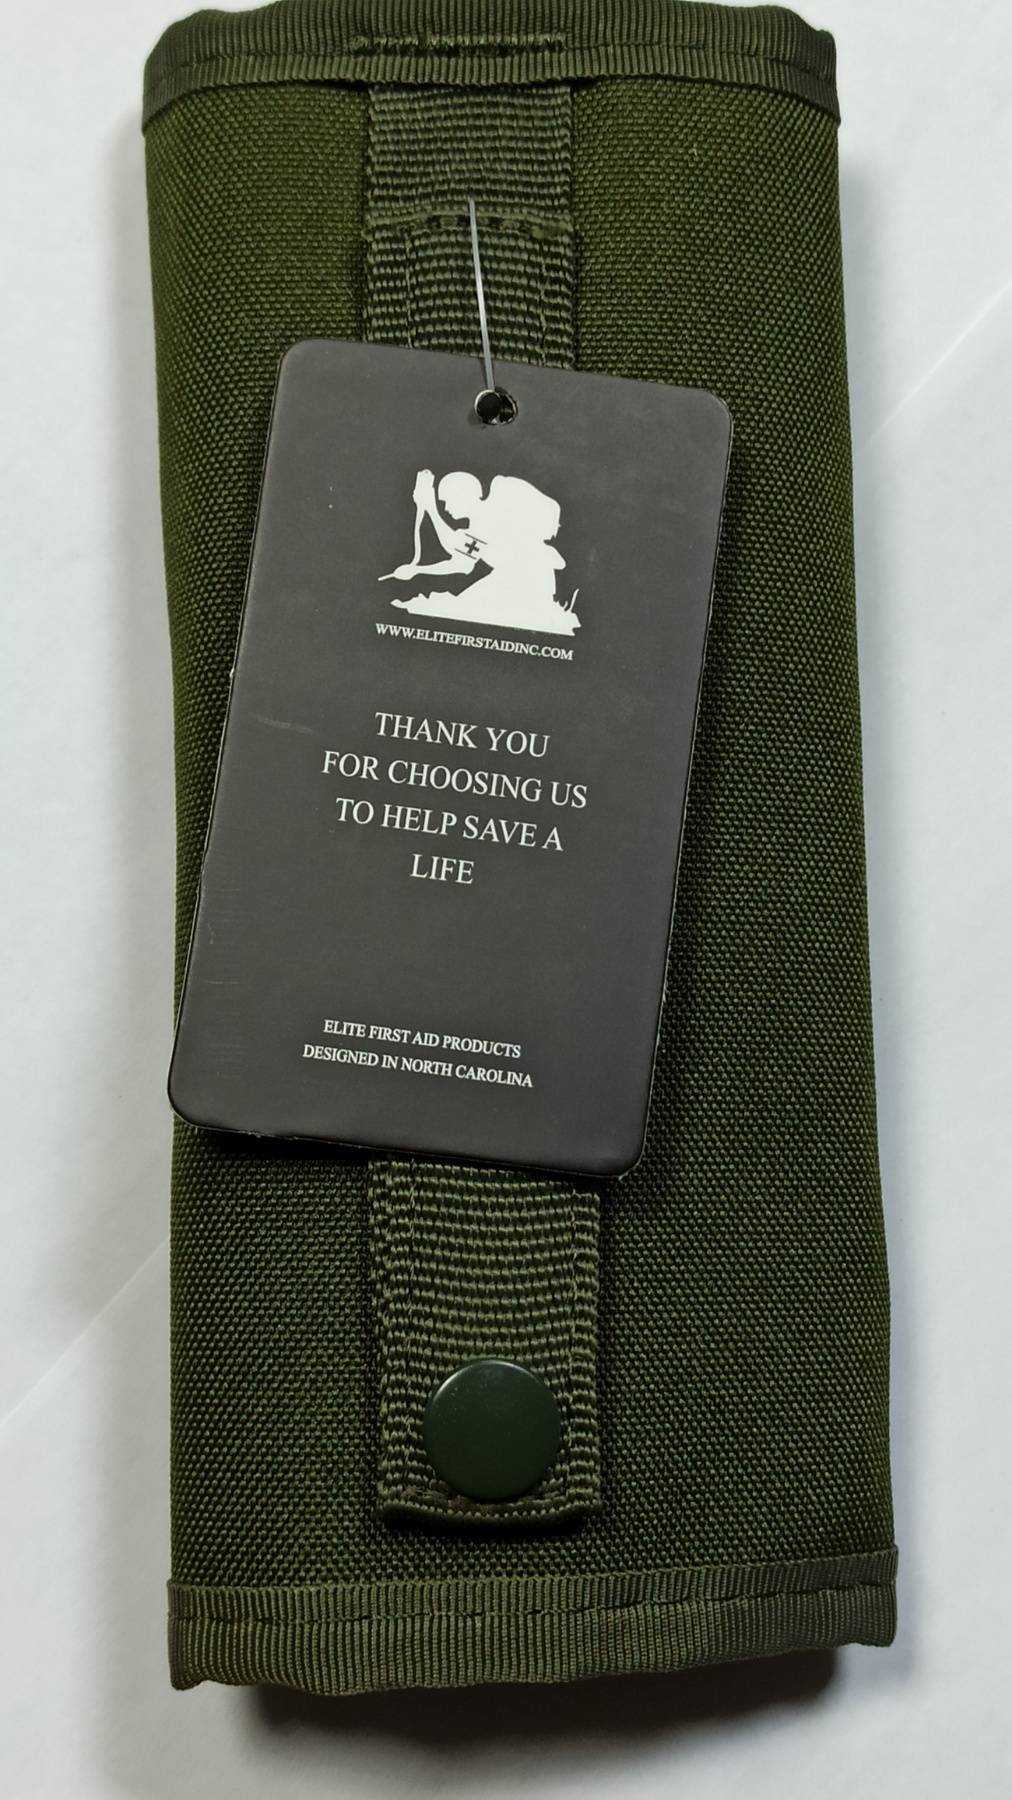 WWW.ELITEFIRSTAIDINC.COM
THANK YOU
FOR CHOOSING US
TO HELP SAVE A
LIFE
ELITE FIRST AID PRODUCTS
DESIGNED IN NORTH CAROLINA